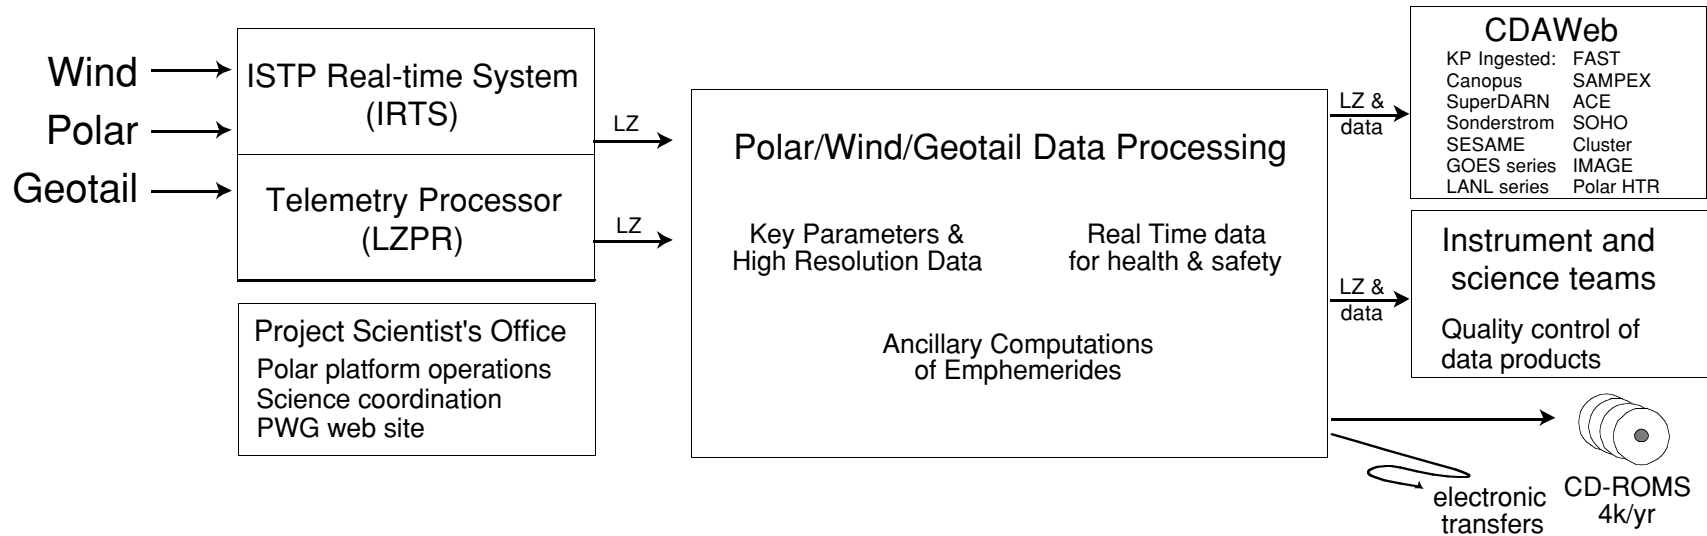 Wind
Polar
Geotail
ISTP Real-time System
(IRTS)
Telemetry Processor
(LZPR)
Project Scientist's Office
Polar platform operations
Science coordination
PWG web site
LZ
LZ
Polar/Wind/Geotail Data Processing
Key Parameters &
High Resolution Data
Real Time data
for health & safety
Ancillary Computations
of Emphemerides
LZ &
data
LZ &
data
CDAWeb
KP Ingested: FAST
Canopus SAMPEX
SuperDARN ACE
Sonderstrom SOHO
SESAME Cluster
GOES series IMAGE
LANL series Polar HTR
Instrument and
science teams
Quality control of
data products
electronic
transfers
CD-ROMS
4k/yr